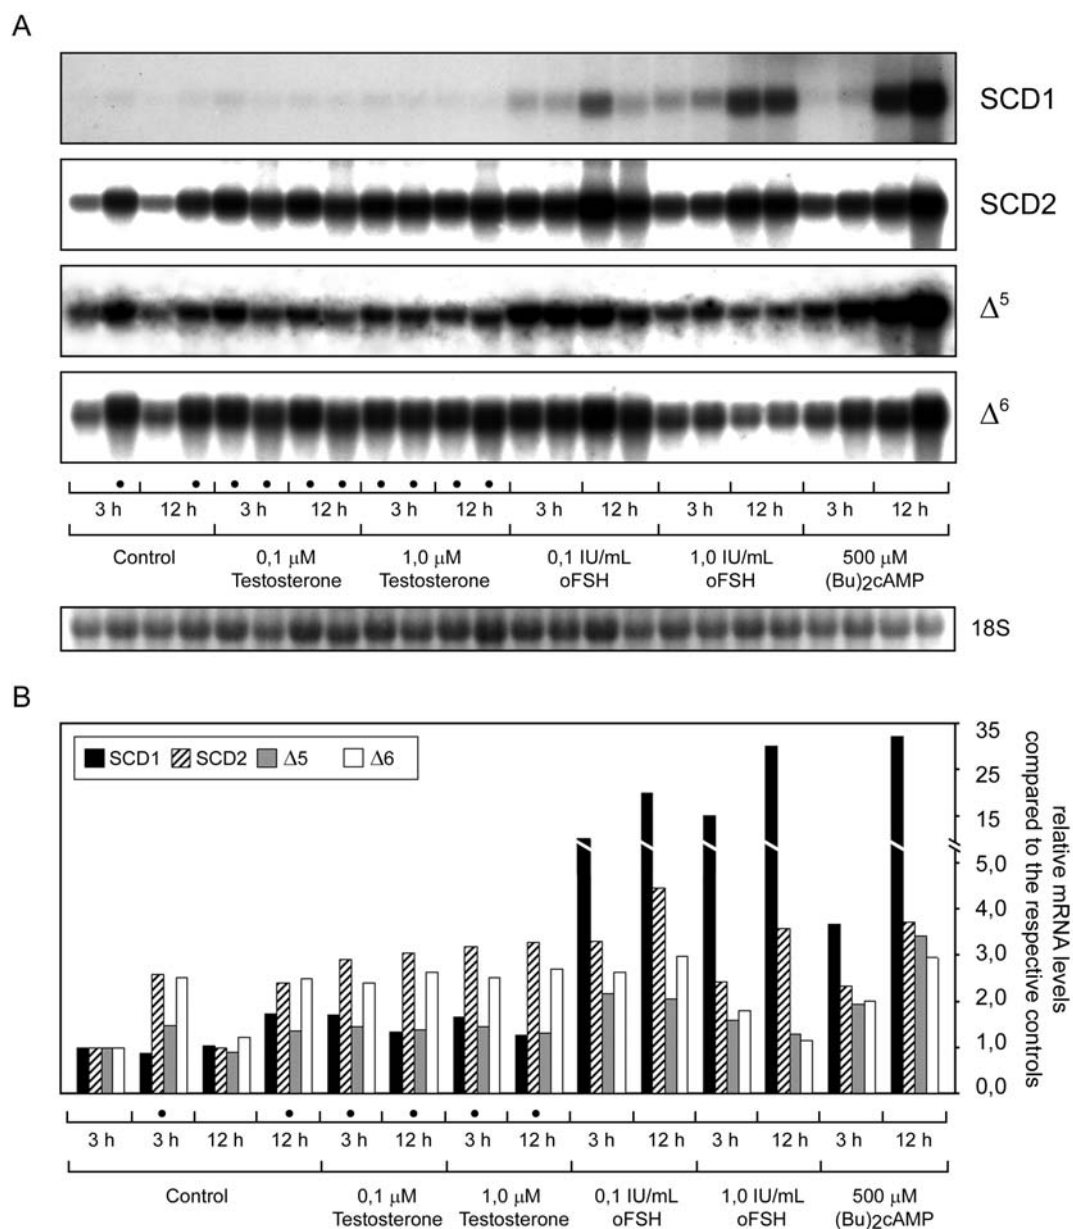 A
SCD1
SCD2
Δ5
Δ6
3 h 12 h 3 h 12 h 3 h 12 h 3 h 12 h 3 h 12 h 3 h 12 h
Control 0,1 μM 1,0 μM 0,1 IU/mL 1,0 IU/mL 500 μM
Testosterone Testosterone oFSH oFSH (Bu)2cAMP
18S
B
SCD1 SCD2 Δ5 Δ6
35
25
15
5,0
4,0
3,0
2,0
1,0
0,0
relative mRNA levels
compared to the respective controls
3 h 3 h 12 h 12 h 3 h 12 h 3 h 12 h 3 h 12 h 3 h 12 h 3 h 12 h
Control 0,1 μM 1,0 μM 0,1 IU/mL 1,0 IU/mL 500 μM
Testosterone Testosterone oFSH oFSH (Bu)2cAMP